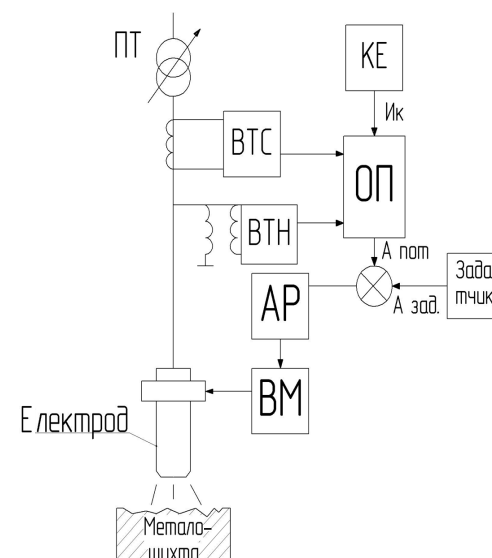 ПТ
КЕ
Ик
ВТС
ОП
ВТН
А пот
Зада
тчик
А зад.
АР
ВМ
Електрод
Метало-
шихта